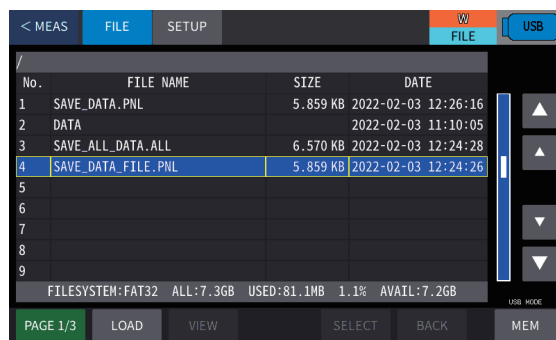 < MEAS FILE SETUP W FILE USB
/
No. FILE NAME SIZE DATE
1 SAVE_DATA.PNL 5.859 KB 2022-02-03 12:26:16
2 DATA 2022-02-03 11:10:05
3 SAVE_ALL_DATA.ALL 6.570 KB 2022-02-03 12:24:28
4 SAVE_DATA_FILE.PNL 5.859 KB 2022-02-03 12:24:26
5
6
7
8
9
FILESYSTEM:FAT32 ALL:7.3GB USED:81.1MB 1.1% AVAIL:7.2GB
USB MODE
PAGE 1/3 LOAD VIEW SELECT BACK MEM